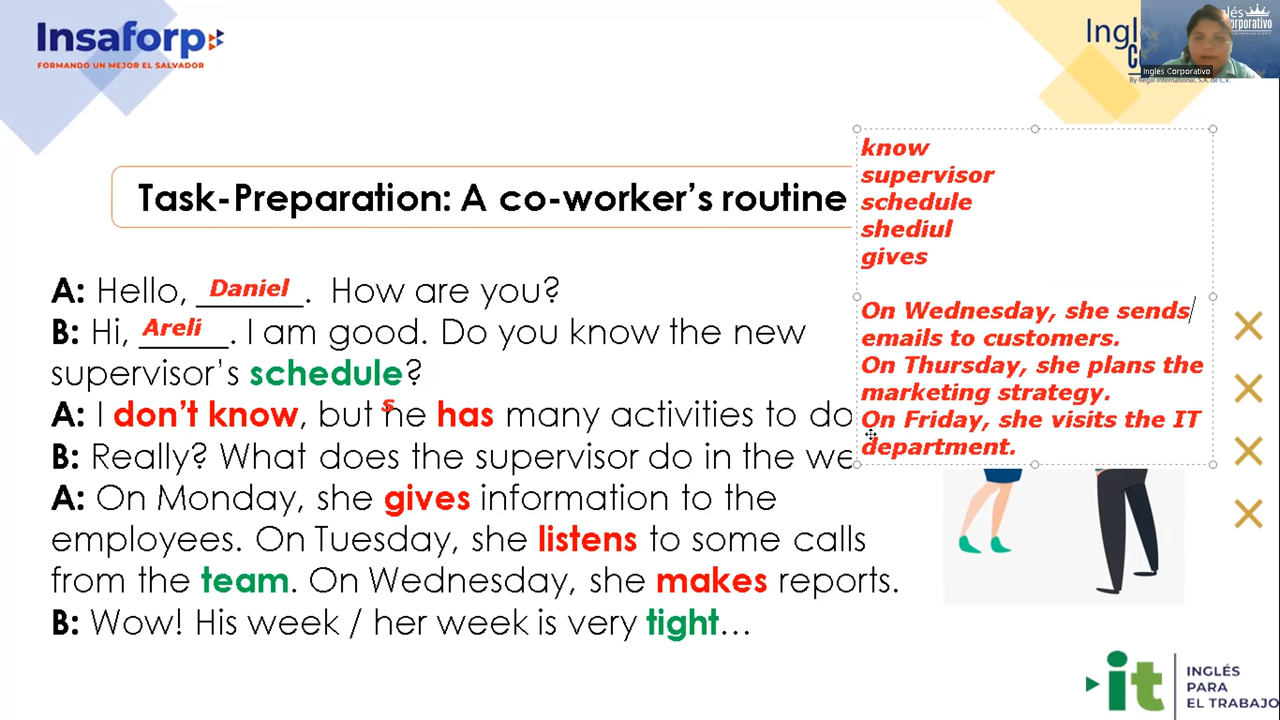 Insaforp
FORMANDO UN MEJOR EL SALVADOR
Inglés Corporativo
By Regal International, S.A. de C.V.
Task-Preparation: A co-worker's routine
know
supervisor
schedule
shediul
gives
On Wednesday, she sends
emails to customers.
On Thursday, she plans the
marketing strategy.
On Friday, she visits the IT
department.
A: Hello, Daniel. How are you?
B: Hi, Areli. I am good. Do you know the new
supervisor's schedule?
A: I don't know, but she has many activities to do
B: Really? What does the supervisor do in the we
A: On Monday, she gives information to the
employees. On Tuesday, she listens to some calls
from the team. On Wednesday, she makes reports.
B: Wow! His week / her week is very tight…
it
INGLÉS
PARA
EL TRABAJO